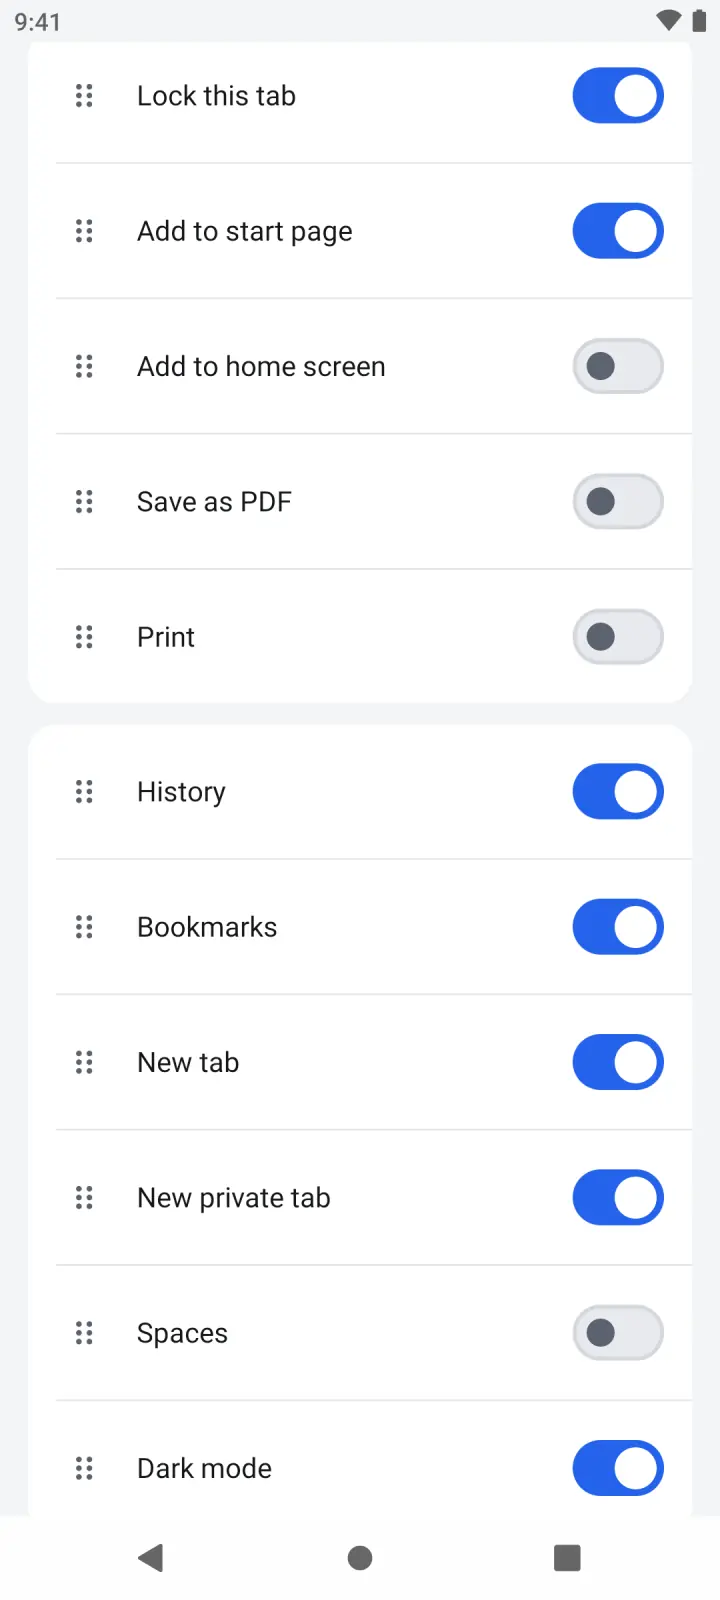 9:41
Lock this tab
Add to start page
Add to home screen
Save as PDF
Print
History
Bookmarks
New tab
New private tab
Spaces
Dark mode